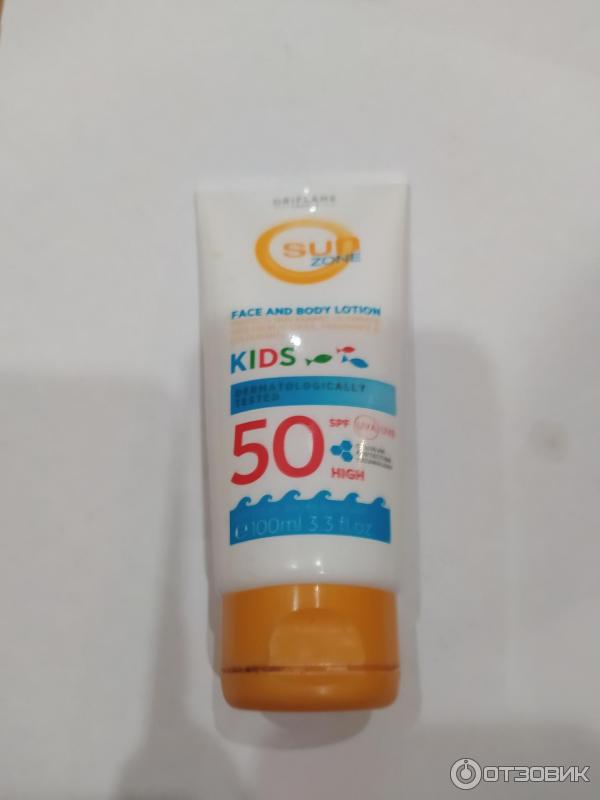 ORIFLAME
Sun
ZONE
FACE AND BODY LOTION
KIDS
DERMATOLOGICALLY
TESTED
50
SPF
UVA
HIGH
e 100ml 3.3 fl.oz
ОТЗОВИК